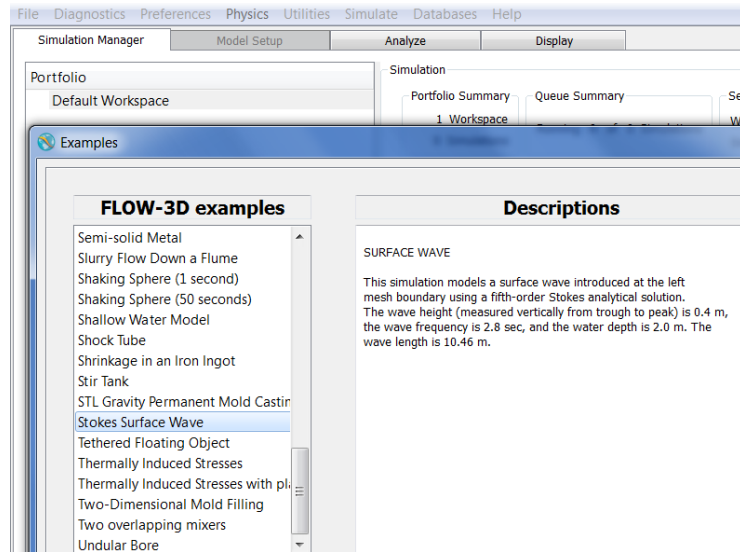 File Diagnostics Preferences Physics Utilities Simulate Databases Help
Simulation Manager Model Setup Analyze Display
Portfolio
Default Workspace
Simulation
Portfolio Summary Queue Summary Se
1 Workspace W
Examples
FLOW-3D examples
Semi-solid Metal
Slurry Flow Down a Flume
Shaking Sphere (1 second)
Shaking Sphere (50 seconds)
Shallow Water Model
Shock Tube
Shrinkage in an Iron Ingot
Stir Tank
STL Gravity Permanent Mold Castin
Stokes Surface Wave
Tethered Floating Object
Thermally Induced Stresses
Thermally Induced Stresses with pla
Two-Dimensional Mold Filling
Two overlapping mixers
Undular Bore
Descriptions
SURFACE WAVE
This simulation models a surface wave introduced at the left
mesh boundary using a fifth-order Stokes analytical solution.
The wave height (measured vertically from trough to peak) is 0.4 m,
the wave frequency is 2.8 sec, and the water depth is 2.0 m. The
wave length is 10.46 m.